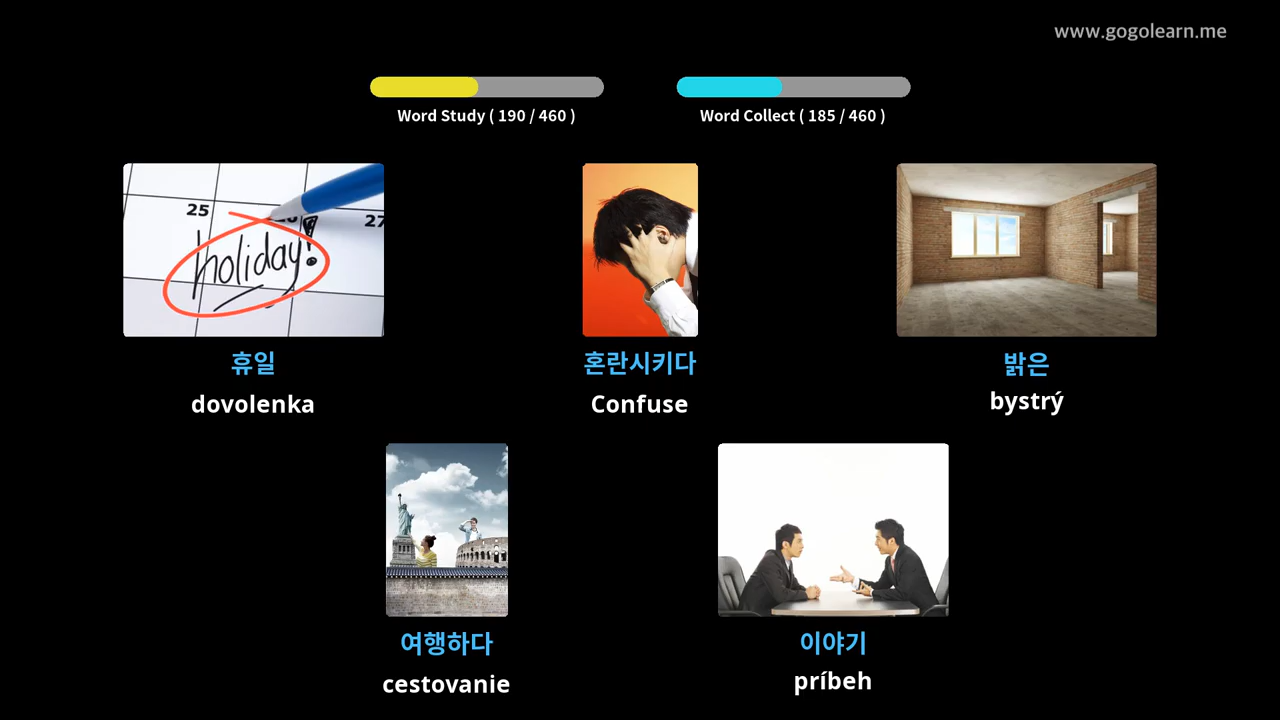 www.gogolearn.me
Word Study ( 190 / 460 )
Word Collect ( 185 / 460 )
25
27
holiday!
휴일
dovolenka
혼란시키다
Confuse
밝은
bystrý
여행하다
cestovanie
이야기
príbeh